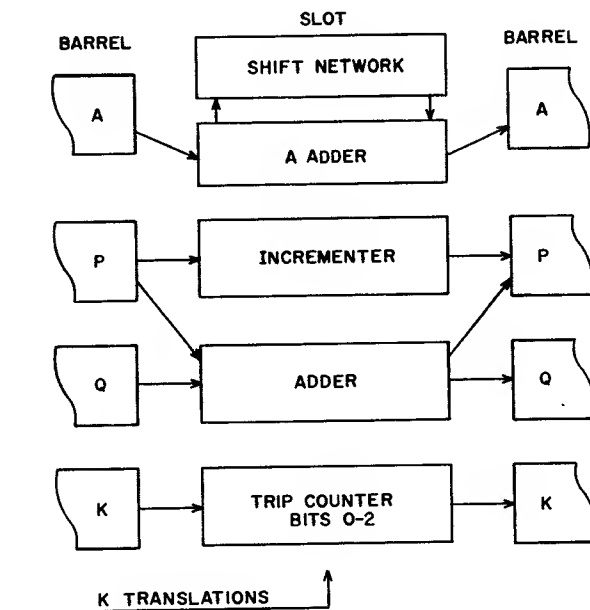 SLOT
BARREL
BARREL
SHIFT NETWORK
A
A
A ADDER
P
INCREMENTER
P
Q
ADDER
Q
K
TRIP COUNTER
BITS 0-2
K
K TRANSLATIONS